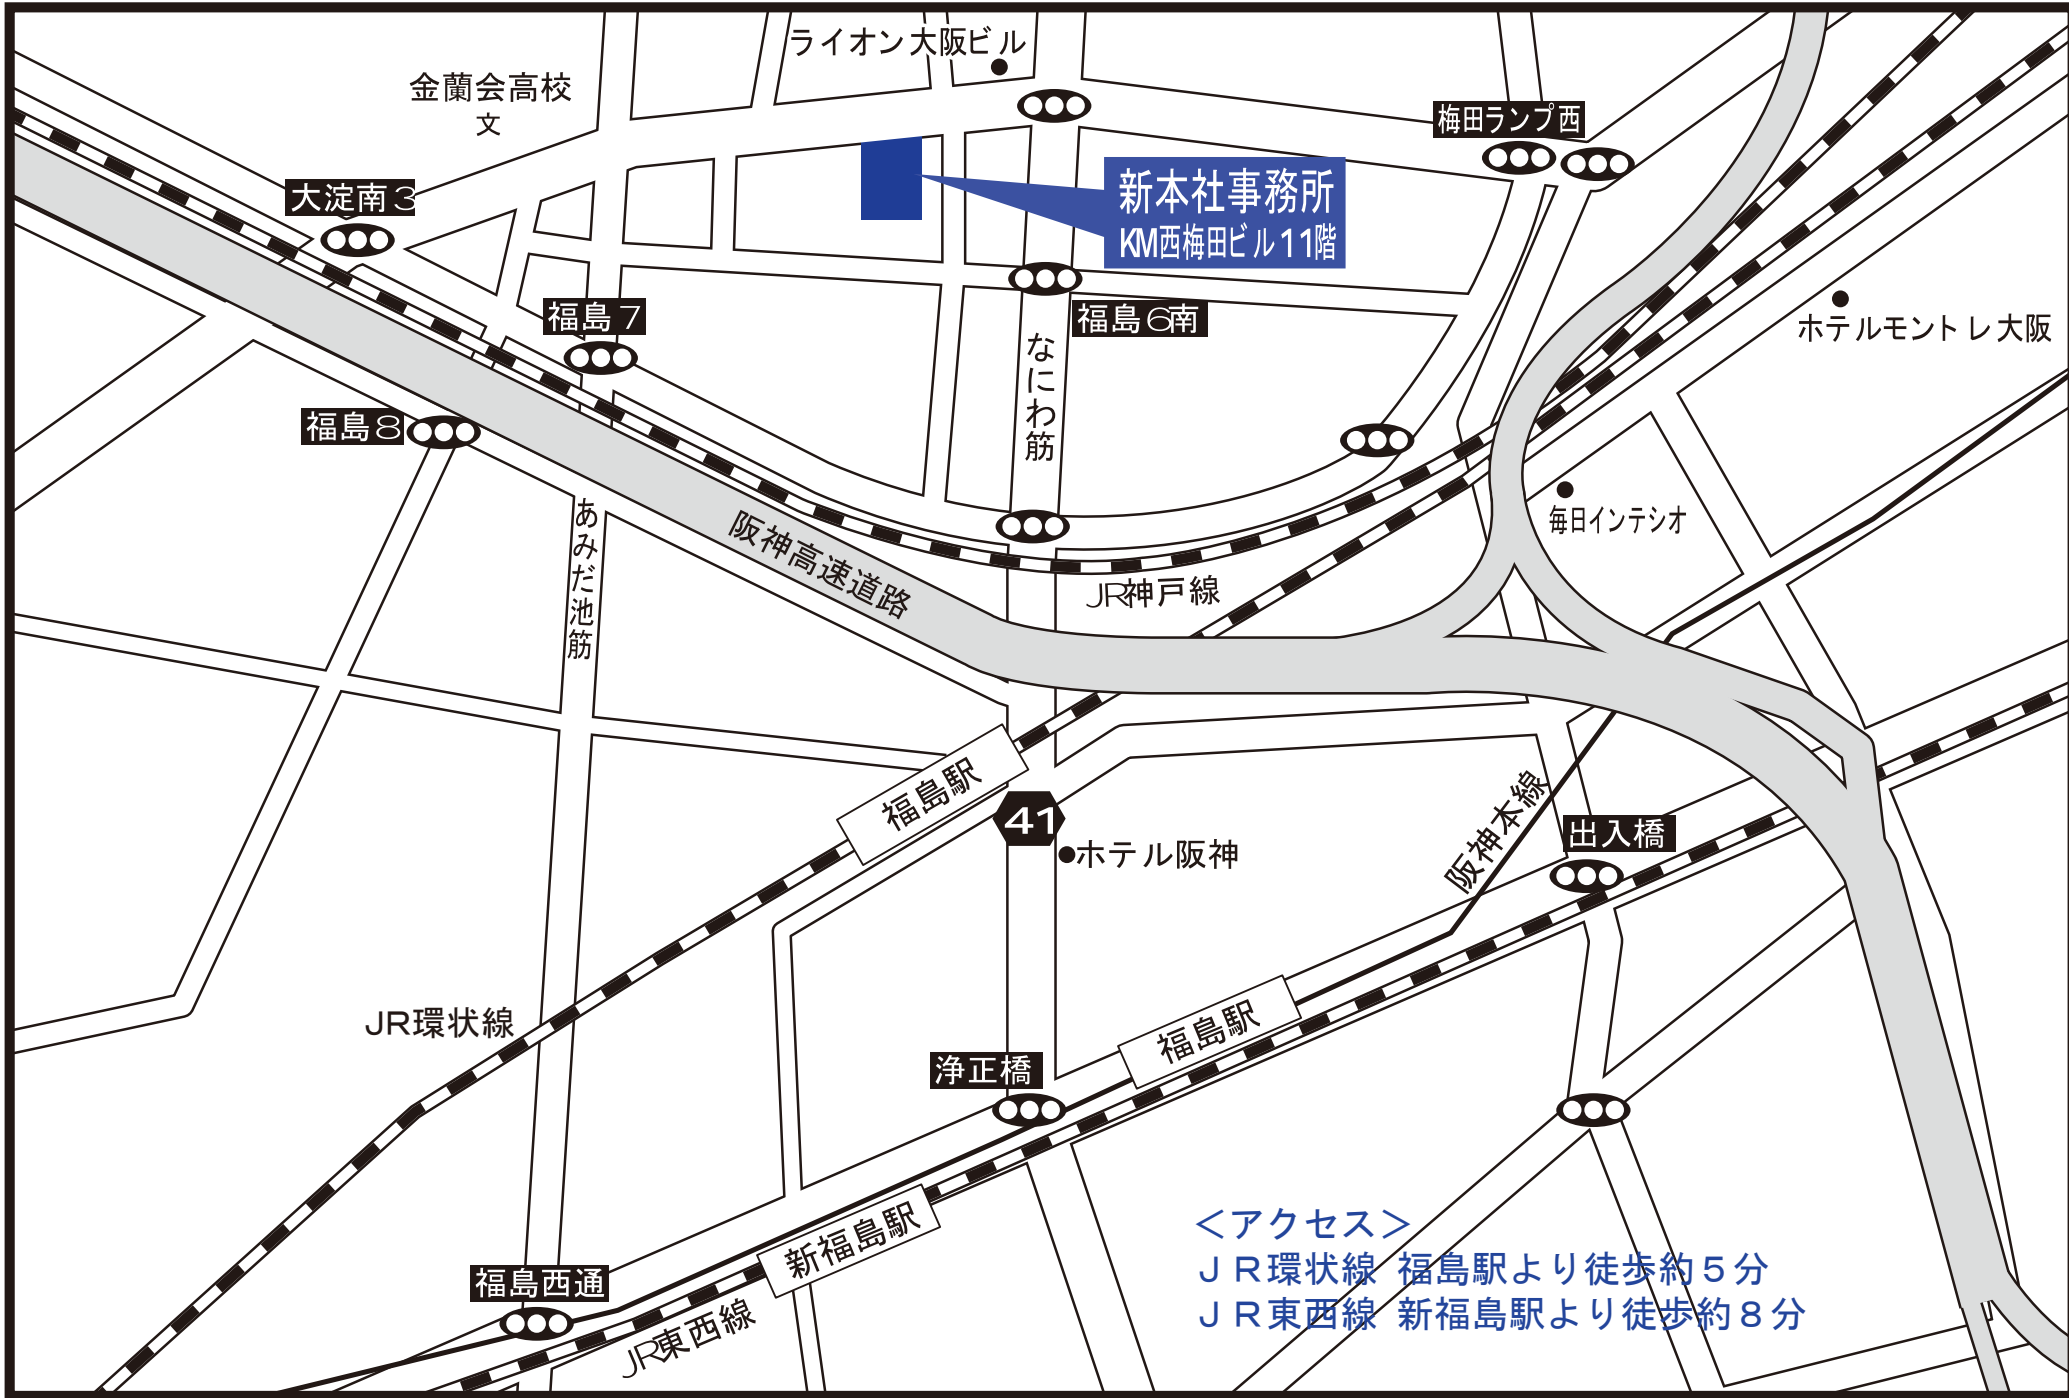 ライオン大阪ビル
金蘭会高校
文
梅田ランプ西
大淀南3
新本社事務所
KM西梅田ビル11階
福島7
福島6南
ホテルモントレ大阪
なにわ筋
福島8
毎日インテシオ
あみだ池筋
阪神高速道路
JR神戸線
福島駅
41
ホテル阪神
阪神本線
出入橋
JR環状線
福島駅
浄正橋
新福島駅
福島西通
JR東西線
＜アクセス＞
ＪＲ環状線 福島駅より徒歩約５分
ＪＲ東西線 新福島駅より徒歩約８分